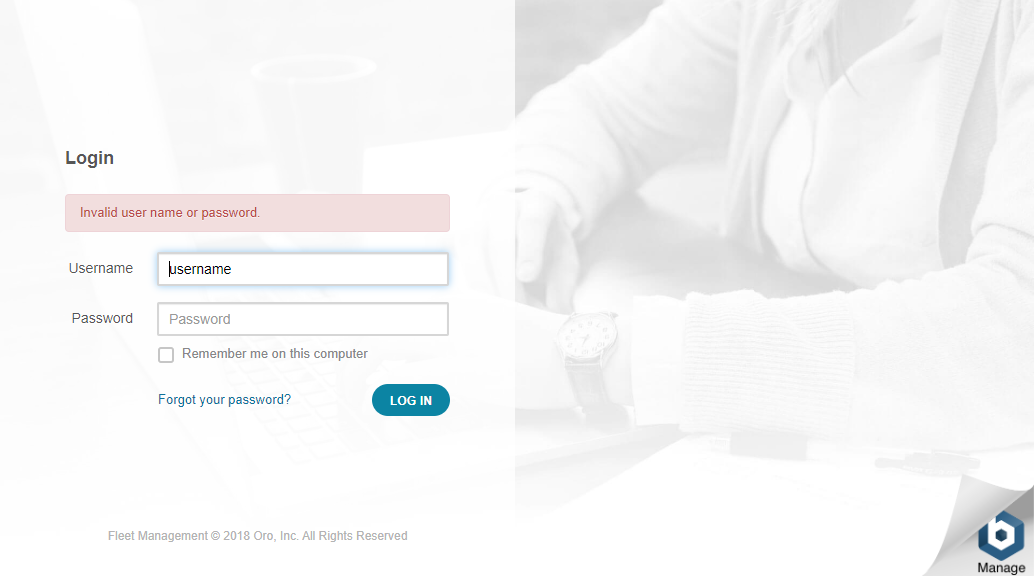 Login
Invalid user name or password.
Username
username
Password
Password
Remember me on this computer
Forgot your password?
LOG IN
Fleet Management © 2018 Oro, Inc. All Rights Reserved
Manage